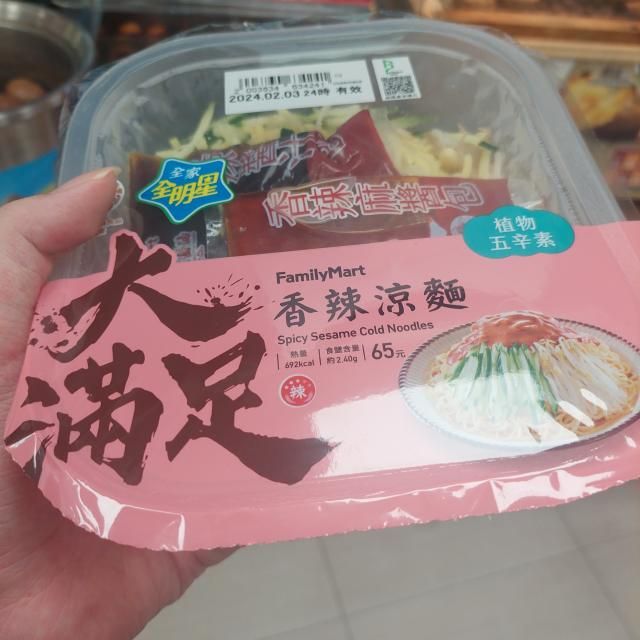 2024.02.03 24時 有效
全家
全明星
香辣麻醬包
植物
五辛素
大
滿足
FamilyMart
香辣涼麵
Spicy Sesame Cold Noodles
熱量
692kcal
食鹽含量
約2.40g
65元
辣